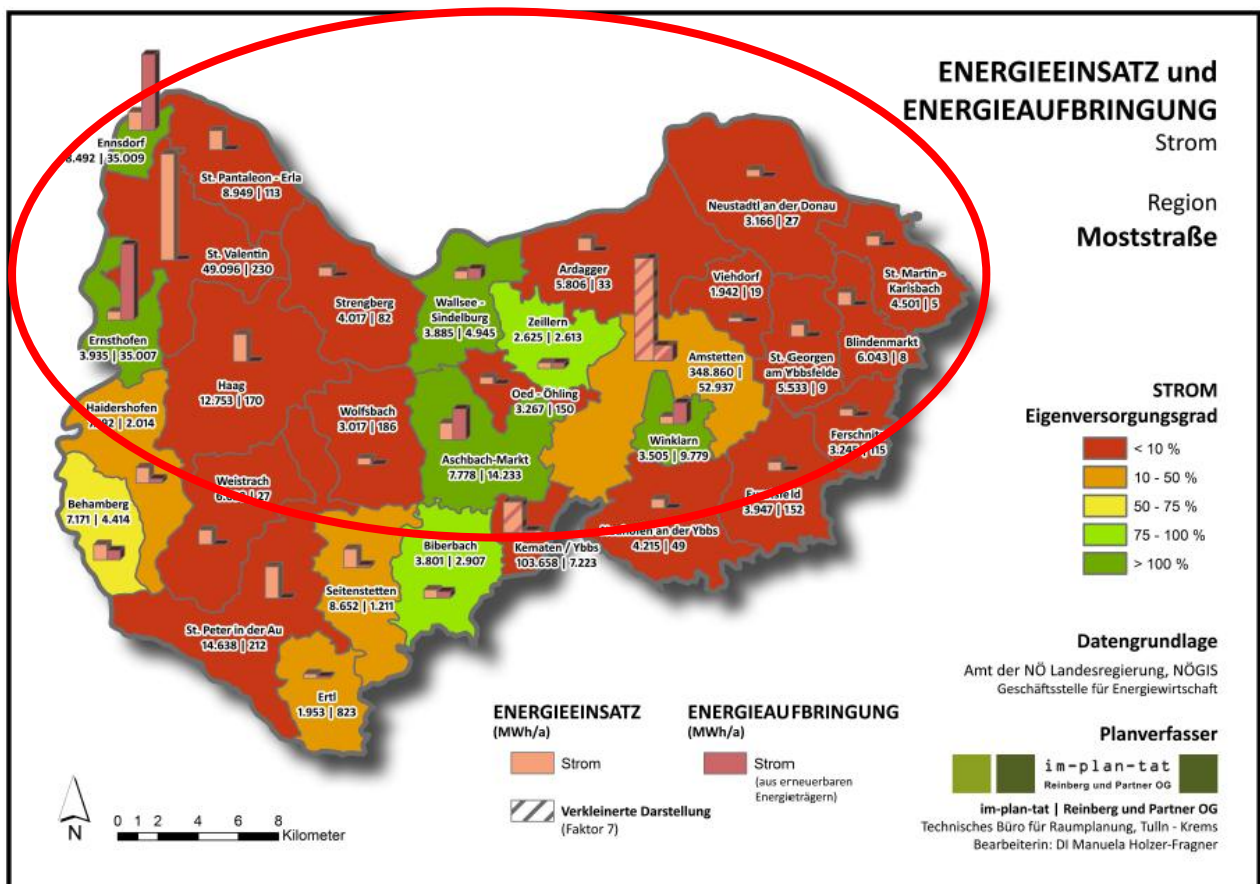 ENERGIEEINSATZ und
ENERGIEAUFBRINGUNG
Strom
Region
Moststraße
Ennsdorf
8.492 | 35.009
St. Pantaleon - Erla
8.949 | 113
St. Valentin
49.096 | 230
Strengberg
4.017 | 82
Ernsthofen
3.935 | 35.007
Haag
12.753 | 170
Wallsee -
Sindelburg
3.885 | 4.945
Ardagger
5.806 | 33
Neustadtl an der Donau
3.166 | 27
Viehdorf
1.942 | 19
St. Martin -
Karlsbach
4.501 | 5
Zeillern
2.625 | 2.613
Amstetten
348.860 |
52.937
St. Georgen
am Ybbsfelde
5.533 | 9
Blindenmarkt
6.043 | 8
Oed - Öhling
3.267 | 150
Haidershofen
2.014
Wolfsbach
3.017 | 186
Aschbach-Markt
7.778 | 14.233
Winklarn
3.505 | 9.779
Ferschnitz
115
Weistrach
27
Behamberg
7.171 | 4.414
3.947 | 152
an der Ybbs
4.215 | 49
Kematen / Ybbs
103.658 | 7.223
Biberbach
3.801 | 2.907
Seitenstetten
8.652 | 1.211
St. Peter in der Au
14.638 | 212
Ertl
1.953 | 823
STROM
Eigenversorgungsgrad
< 10 %
10 - 50 %
50 - 75 %
75 - 100 %
> 100 %
Datengrundlage
Amt der NÖ Landesregierung, NÖGIS
Geschäftsstelle für Energiewirtschaft
Planverfasser
im-plan-tat
Reinberg und Partner OG
im-plan-tat | Reinberg und Partner OG
Technisches Büro für Raumplanung, Tulln - Krems
Bearbeiterin: DI Manuela Holzer-Fragner
ENERGIEEINSATZ
(MWh/a)
Strom
Verkleinerte Darstellung
(Faktor 7)
ENERGIEAUFBRINGUNG
(MWh/a)
Strom
(aus erneuerbaren
Energieträgern)
N
0 1 2 4 6 8
Kilometer